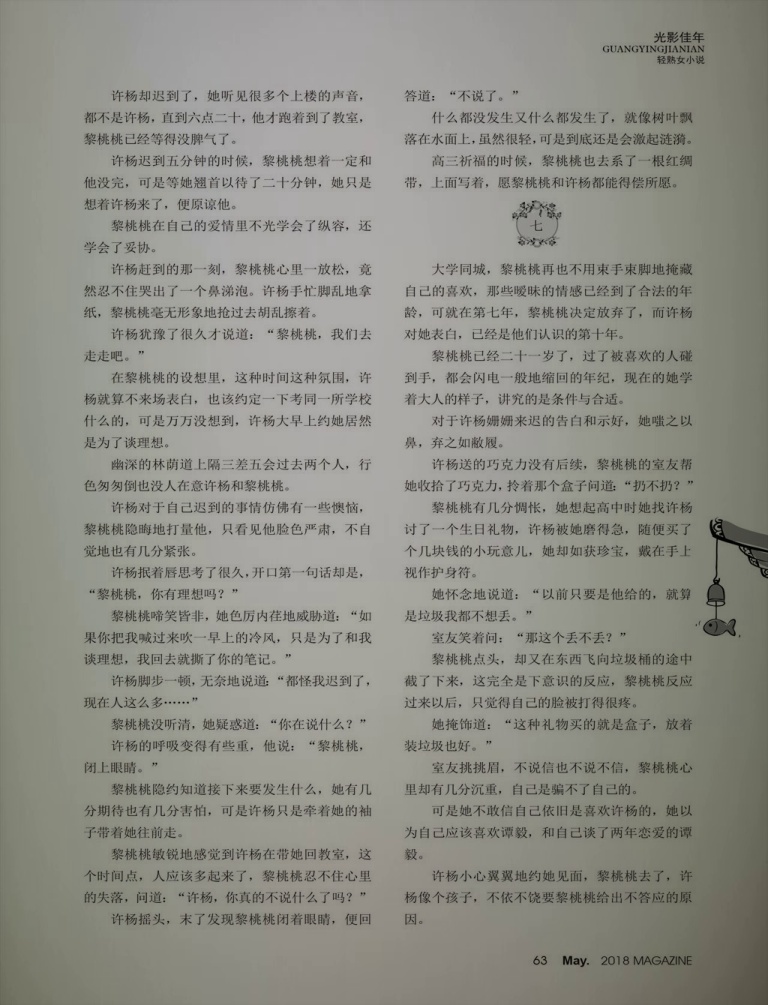 光影佳年
GUANGYINGJIANIAN
轻熟女小说
许杨却迟到了，她听见很多个上楼的声音，
都不是许杨，直到六点二十，他才跑着到了教室，
黎桃桃已经等得没脾气了。
许杨迟到五分钟的时候，黎桃桃想着一定和
他没完，可是等她翘首以待了二十分钟，她只是
想着许杨来了，便原谅他。
黎桃桃在自己的爱情里不光学会了纵容，还
学会了妥协。
许杨赶到的那一刻，黎桃桃心里一放松，竟
然忍不住哭出了一个鼻涕泡。许杨手忙脚乱地拿
纸，黎桃桃毫无形象地抢过去胡乱擦着。
许杨犹豫了很久才说道：“黎桃桃，我们去
走走吧。”
在黎桃桃的设想里，这种时间这种氛围，许
杨就算不来场表白，也该约定一下考同一所学校
什么的，可是万万没想到，许杨大早上约她居然
是为了谈理想。
幽深的林荫道上隔三差五会过去两个人，行
色匆匆倒也没人在意许杨和黎桃桃。
许杨对于自己迟到的事情仿佛有一些懊恼，
黎桃桃隐晦地打量他，只看见他脸色严肃，不自
觉地也有几分紧张。
许杨抿着唇思考了很久，开口第一句话却是，
“黎桃桃，你有理想吗？”
黎桃桃啼笑皆非，她色厉内荏地威胁道：“如
果你把我喊过来吹一早上的冷风，只是为了和我
谈理想，我回去就撕了你的笔记。”
许杨脚步一顿，无奈地说道：“都怪我迟到了，
现在人这么多……”
黎桃桃没听清，她疑惑道：“你在说什么？”
许杨的呼吸变得有些重，他说：“黎桃桃，
闭上眼睛。”
黎桃桃隐约知道接下来要发生什么，她有几
分期待也有几分害怕，可是许杨只是牵着她的袖
子带着她往前走。
黎桃桃敏锐地感觉到许杨在带她回教室，这
个时间点，人应该多起来了，黎桃桃忍不住心里
的失落，问道：“许杨，你真的不说什么了吗？”
许杨摇头，末了发现黎桃桃闭着眼睛，便回
答道：“不说了。”
什么都没发生又什么都发生了，就像树叶飘
落在水面上，虽然很轻，可是到底还是会激起涟漪。
高三祈福的时候，黎桃桃也去系了一根红绸
带，上面写着，愿黎桃桃和许杨都能得偿所愿。
七
大学同城，黎桃桃再也不用束手束脚地掩藏
自己的喜欢，那些暧昧的情感已经到了合法的年
龄，可就在第七年，黎桃桃决定放弃了，而许杨
对她表白，已经是他们认识的第十年。
黎桃桃已经二十一岁了，过了被喜欢的人碰
到手，都会闪电一般地缩回的年纪，现在的她学
着大人的样子，讲究的是条件与合适。
对于许杨姗姗来迟的告白和示好，她嗤之以
鼻，弃之如敝履。
许杨送的巧克力没有后续，黎桃桃的室友帮
她收拾了巧克力，拎着那个盒子问道：“扔不扔？”
黎桃桃有几分惆怅，她想起高中时她找许杨
讨了一个生日礼物，许杨被她磨得急，随便买了
个几块钱的小玩意儿，她却如获珍宝，戴在手上
视作护身符。
她怀念地说道：“以前只要是他给的，就算
是垃圾我都不想丢。”
室友笑着问：“那这个丢不丢？”
黎桃桃点头，却又在东西飞向垃圾桶的途中
截了下来，这完全是下意识的反应，黎桃桃反应
过来以后，只觉得自己的脸被打得很疼。
她掩饰道：“这种礼物买的就是盒子，放着
装垃圾也好。”
室友挑挑眉，不说信也不说不信，黎桃桃心
里却有几分沉重，自己是骗不了自己的。
可是她不敢信自己依旧是喜欢许杨的，她以
为自己应该喜欢谭毅，和自己谈了两年恋爱的谭
毅。
许杨小心翼翼地约她见面，黎桃桃去了，许
杨像个孩子，不依不饶要黎桃桃给出不答应的原
因。
63 May. 2018 MAGAZINE